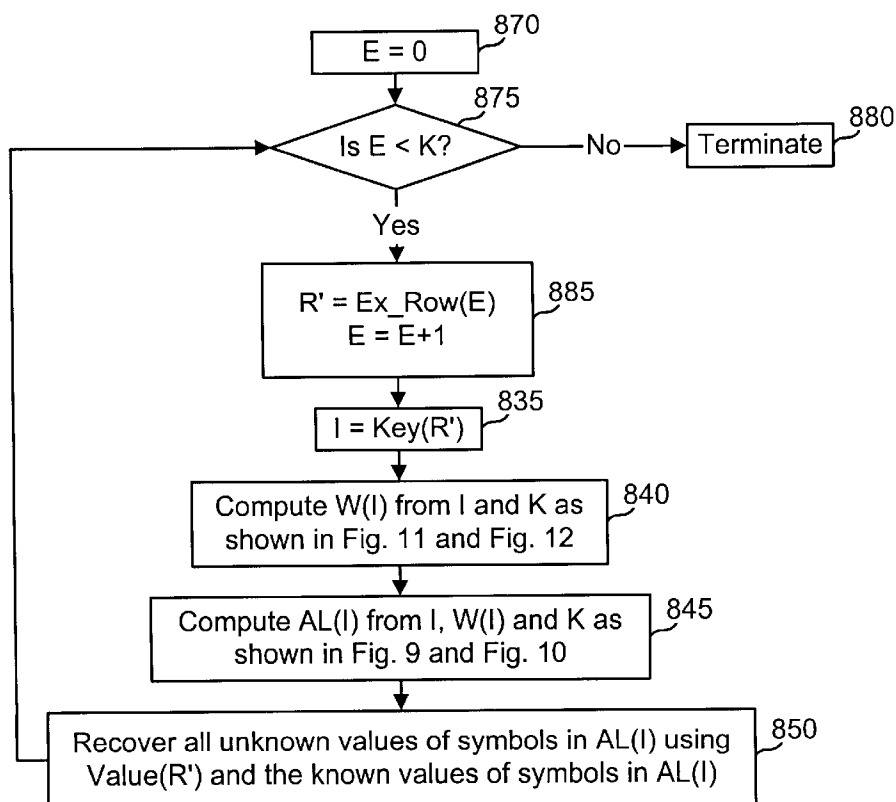 870
E = 0
875
Is E < K?
No
880
Terminate
Yes
885
R' = Ex_Row(E)
E = E+1
835
I = Key(R')
840
Compute W(I) from I and K as
shown in Fig. 11 and Fig. 12
845
Compute AL(I) from I, W(I) and K as
shown in Fig. 9 and Fig. 10
850
Recover all unknown values of symbols in AL(I) using
Value(R') and the known values of symbols in AL(I)